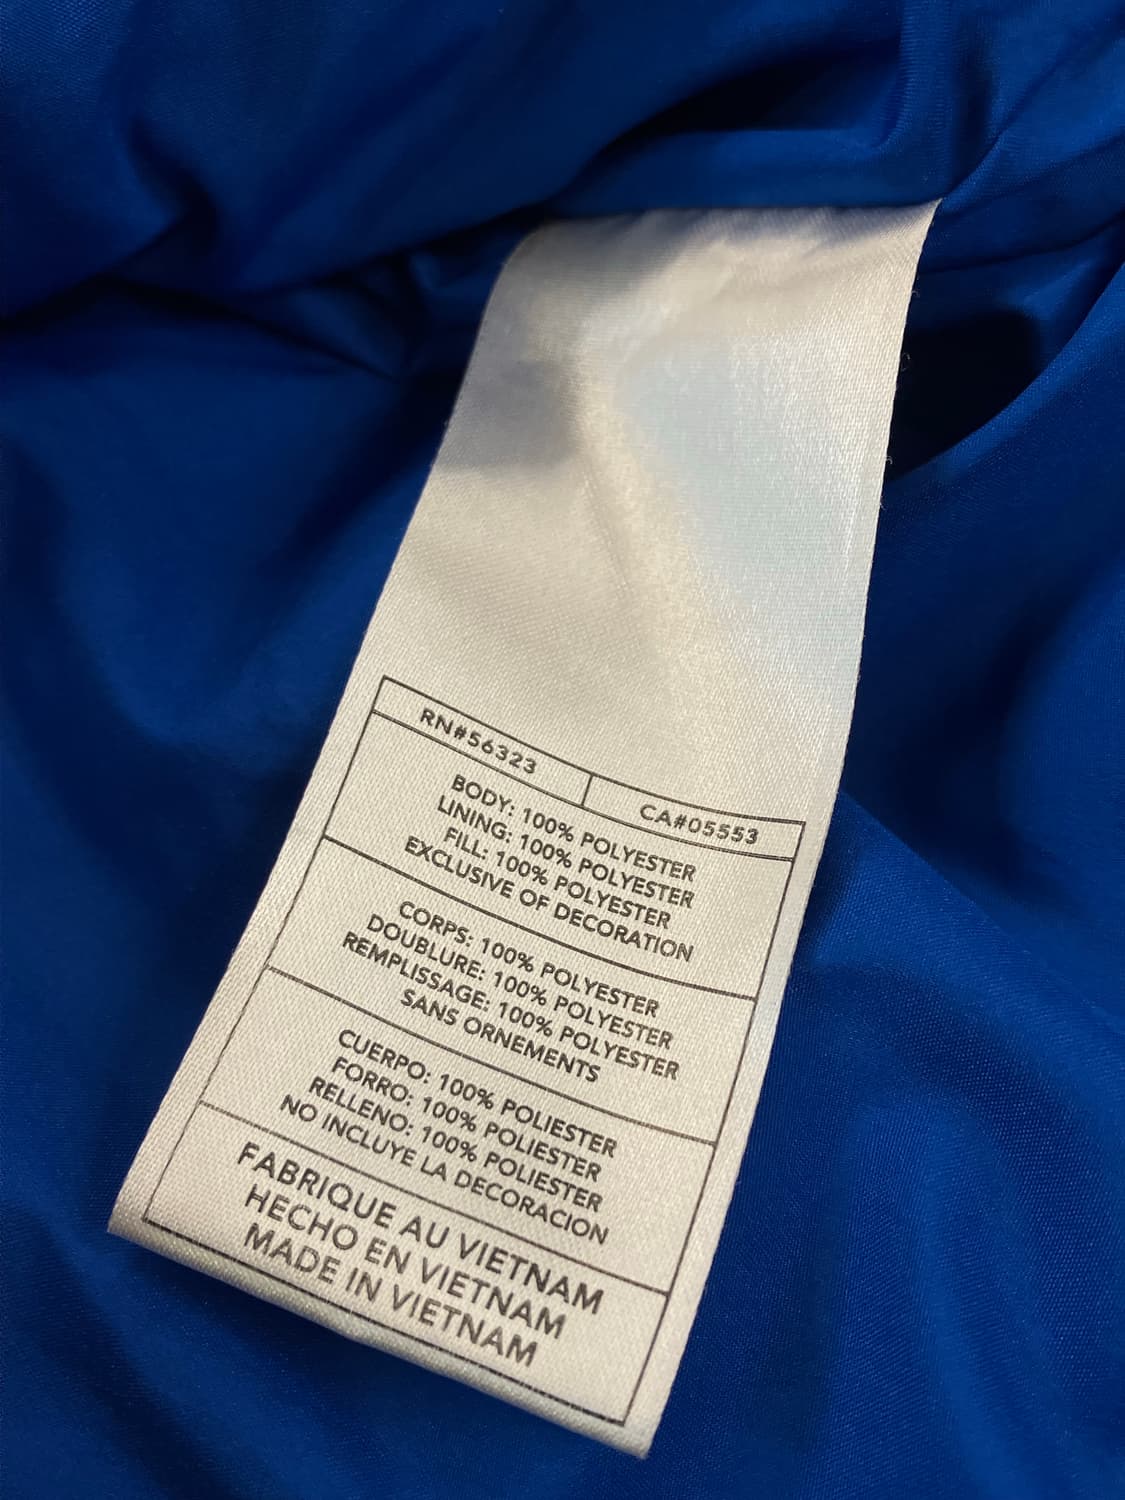 RN#56323 CA#05553
BODY: 100% POLYESTER
LINING: 100% POLYESTER
FILL: 100% POLYESTER
EXCLUSIVE OF DECORATION
CORPS: 100% POLYESTER
DOUBLURE: 100% POLYESTER
REMPLISSAGE: 100% POLYESTER
SANS ORNEMENTS
CUERPO: 100% POLIESTER
FORRO: 100% POLIESTER
RELLENO: 100% POLIESTER
NO INCLUYE LA DECORACION
FABRIQUE AU VIETNAM
HECHO EN VIETNAM
MADE IN VIETNAM